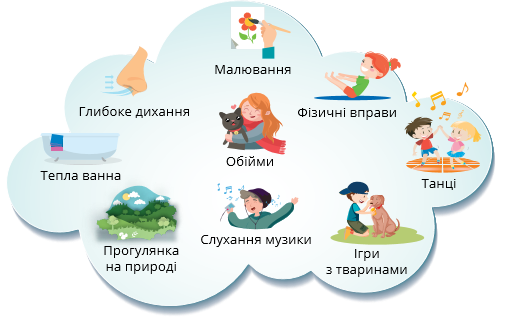 Малювання
Глибоке дихання
Фізичні вправи
Обійми
Тепла ванна
Танці
Прогулянка
на природі
Слухання музики
Ігри
з тваринами